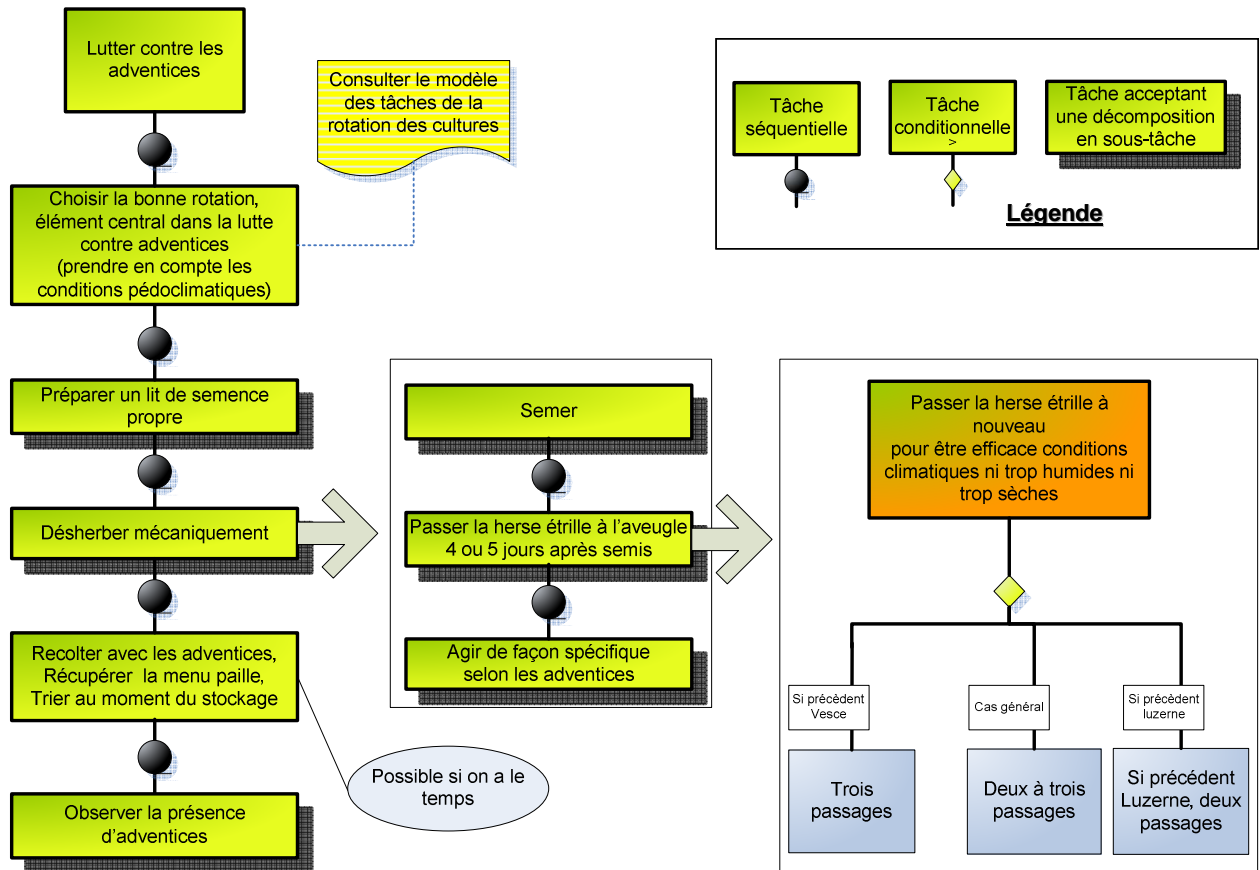 Lutter contre les
adventices
Consulter le modèle
des tâches de la
rotation des cultures
Tâche
séquentielle
Tâche
conditionnelle
>
Tâche acceptant
une décomposition
en sous-tâche
Légende
Choisir la bonne rotation,
élément central dans la lutte
contre adventices
(prendre en compte les
conditions pédoclimatiques)
Préparer un lit de semence
propre
Désherber mécaniquement
Recolter avec les adventices,
Récupérer la menu paille,
Trier au moment du stockage
Possible si on a le
temps
Observer la présence
d'adventices
Semer
Passer la herse étrille à l'aveugle
4 ou 5 jours après semis
Agir de façon spécifique
selon les adventices
Passer la herse étrille à
nouveau
pour être efficace conditions
climatiques ni trop humides ni
trop sèches
Si précèdent
Vesce
Cas général
Si précèdent
luzerne
Trois
passages
Deux à trois
passages
Si précédent
Luzerne, deux
passages